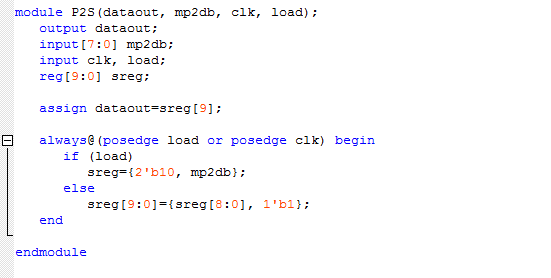 module P2S(dataout, mp2db, clk, load);
output dataout;
input[7:0] mp2db;
input clk, load;
reg[9:0] sreg;
assign dataout=sreg[9];
always@(posedge load or posedge clk) begin
if (load)
sreg={2'b10, mp2db};
else
sreg[9:0]={sreg[8:0], 1'b1};
end
endmodule